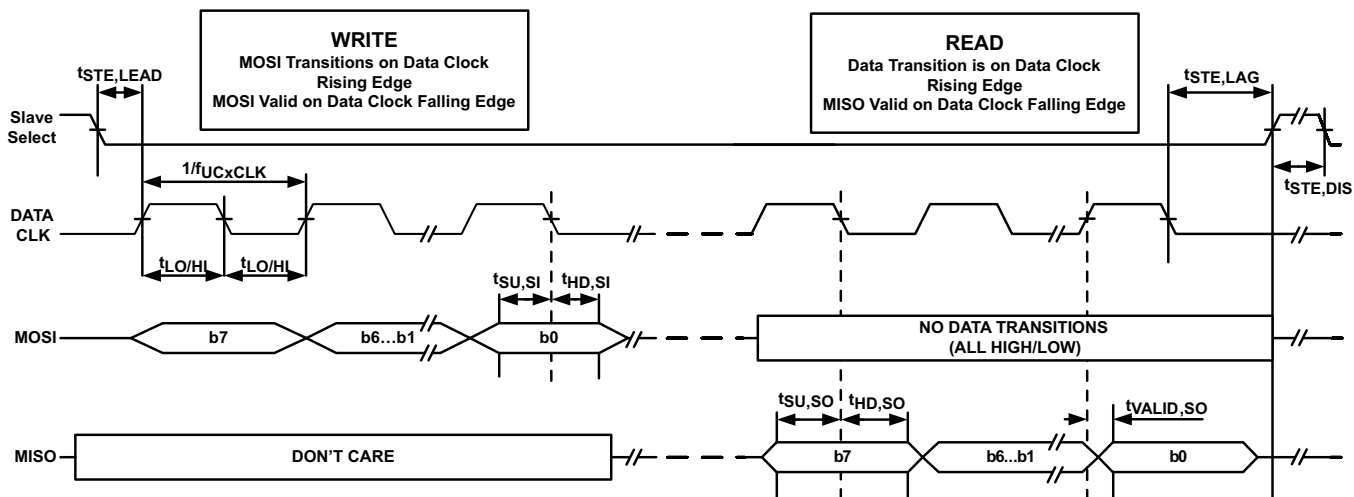 WRITE
MOSI Transitions on Data Clock
Rising Edge
MOSI Valid on Data Clock Falling Edge
READ
Data Transition is on Data Clock
Rising Edge
MISO Valid on Data Clock Falling Edge
tSTE,LEAD
tSTE,LAG
Slave
Select
tSTE,DIS
1/fUCxCLK
DATA
CLK
tLO/HI
tLO/HI
tSU,SI
tHD,SI
MOSI
b7
b6...b1
b0
NO DATA TRANSITIONS
(ALL HIGH/LOW)
tSU,SO
tHD,SO
tVALID,SO
MISO
DON'T CARE
b7
b6...b1
b0